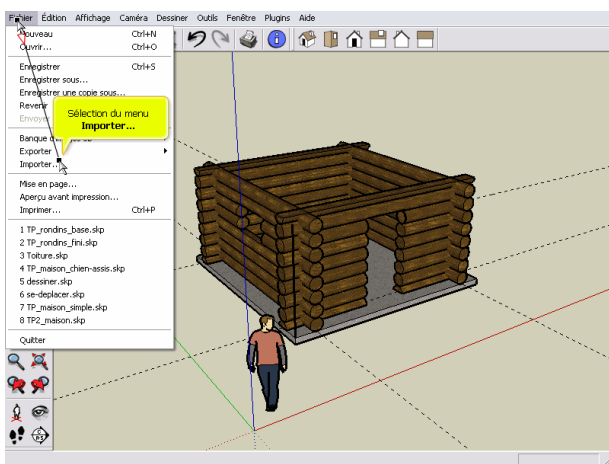 Fichier Édition Affichage Caméra Dessiner Outils Fenêtre Plugins Aide
Nouveau Ctrl+N
Ouvrir... Ctrl+O
Enregistrer Ctrl+S
Enregistrer sous...
Enregistrer une copie sous...
Revenir
Envoyer
Sélection du menu
Importer...
Banque d'
Exporter
Importer...
Mise en page...
Aperçu avant impression...
Imprimer... Ctrl+P
1 TP_rondins_base.skp
2 TP_rondins_fini.skp
3 Toiture.skp
4 TP_maison_chien-assis.skp
5 dessiner.skp
6 se-deplacer.skp
7 TP_maison_simple.skp
8 TP2_maison.skp
Quitter